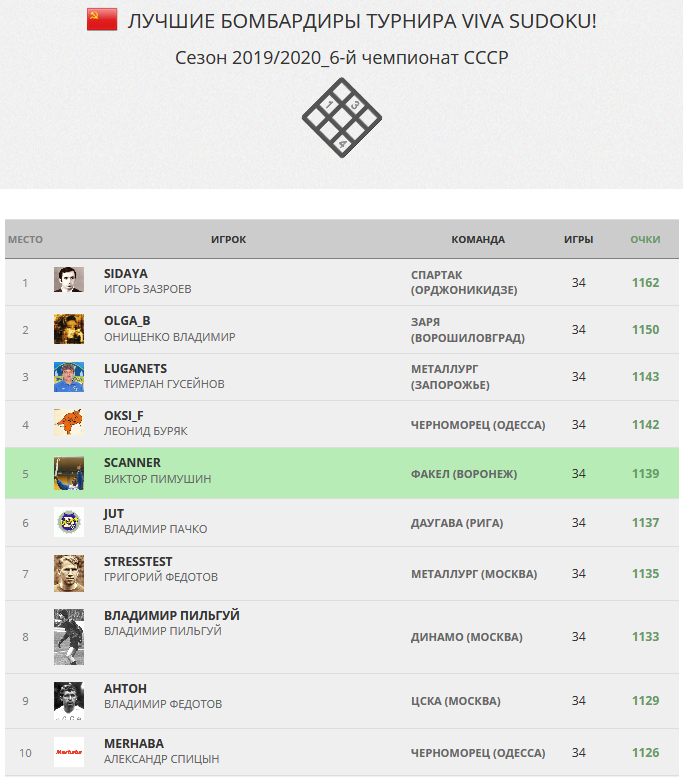 ЛУЧШИЕ БОМБАРДИРЫ ТУРНИРА VIVA SUDOKU!
Сезон 2019/2020_6-й чемпионат СССР
1 3
4
МЕСТО ИГРОК КОМАНДА ИГРЫ ОЧКИ
1 SIDAYA ИГОРЬ ЗАЗРОЕВ СПАРТАК (ОРДЖОНИКИДЗЕ) 34 1162
2 OLGA_B ОНИЩЕНКО ВЛАДИМИР ЗАРЯ (ВОРОШИЛОВГРАД) 34 1150
3 LUGANETS ТИМЕРЛАН ГУСЕЙНОВ МЕТАЛЛУРГ (ЗАПОРОЖЬЕ) 34 1143
4 OKSI_F ЛЕОНИД БУРЯК ЧЕРНОМОРЕЦ (ОДЕССА) 34 1142
5 SCANNER ВИКТОР ПИМУШИН ФАКЕЛ (ВОРОНЕЖ) 34 1139
6 JUT ВЛАДИМИР ПАЧКО ДАУГАВА (РИГА) 34 1137
7 STRESSTEST ГРИГОРИЙ ФЕДОТОВ МЕТАЛЛУРГ (МОСКВА) 34 1135
8 ВЛАДИМИР ПИЛЬГУЙ ВЛАДИМИР ПИЛЬГУЙ ДИНАМО (МОСКВА) 34 1133
9 АНТОН ВЛАДИМИР ФЕДОТОВ ЦСКА (МОСКВА) 34 1129
10 MERHABA АЛЕКСАНДР СПИЦЫН ЧЕРНОМОРЕЦ (ОДЕССА) 34 1126